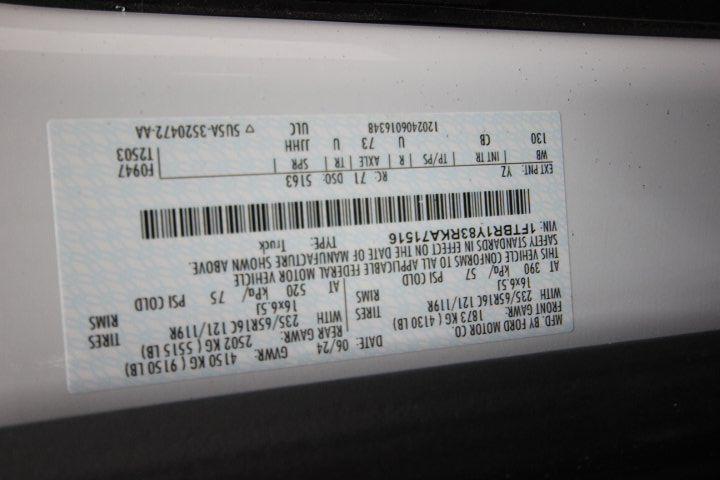 MFD. BY FORD MOTOR CO.
DATE: 06/24 GVWR: 4150 KG ( 9150 LB)
FRONT GAWR: REAR GAWR:
1873 KG ( 4130 LB) 2502 KG ( 5515 LB)
WITH 235/65R16C 121/119R TIRES WITH 235/65R16C 121/119R TIRES
16x6.5J RIMS 16x6.5J RIMS
AT 390 kPa/ 57 PSI COLD AT 520 kPa/ 75 PSI COLD
THIS VEHICLE CONFORMS TO ALL APPLICABLE FEDERAL MOTOR VEHICLE
SAFETY STANDARDS IN EFFECT ON THE DATE OF MANUFACTURE SHOWN ABOVE.
VIN: 1FTBR1Y83RKA71516 TYPE: Truck
EXT PNT: YZ RC: 71 DSO: 5163 F0947
WB | INT TR | TP/PS | R | AXLE | TR | SPR T2503
130 CB U 73 U JJHH
1202406016348 ULC ▽ 5U5A-3520472-AA